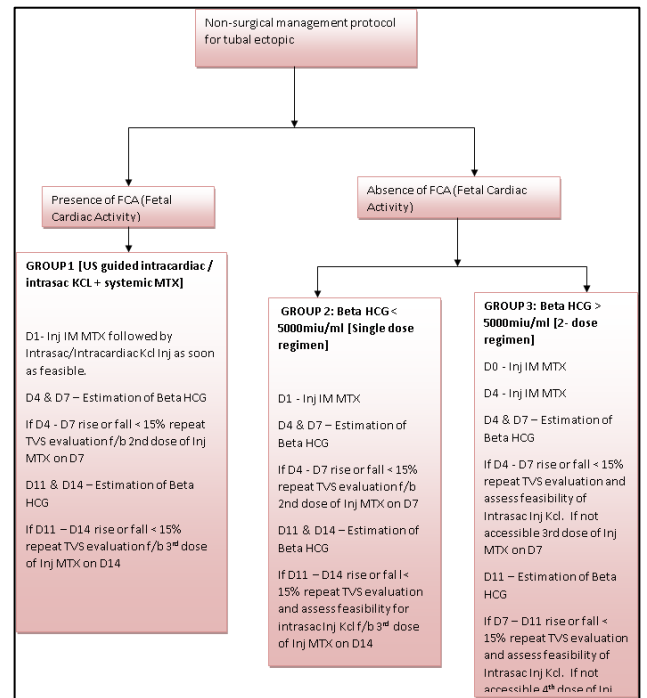 Non-surgical management protocol
for tubal ectopic
Presence of FCA (Fetal
Cardiac Activity)
Absence of FCA (Fetal Cardiac
Activity)
GROUP 1 [US guided intracardiac /
intrasac KCL + systemic MTX]
D1- Inj IM MTX followed by
Intrasac/Intracardiac Kcl Inj as soon
as feasible.
D4 & D7 – Estimation of Beta HCG
If D4 - D7 rise or fall < 15% repeat
TVS evaluation f/b 2nd dose of Inj
MTX on D7
D11 & D14 – Estimation of Beta
HCG
If D11 – D14 rise or fall < 15%
repeat TVS evaluation f/b 3rd dose
of Inj MTX on D14
GROUP 2: Beta HCG <
5000miu/ml [Single dose
regimen]
D1 - Inj IM MTX
D4 & D7 – Estimation of
Beta HCG
If D4 - D7 rise or fall < 15%
repeat TVS evaluation f/b
2nd dose of Inj MTX on D7
D11 & D14 – Estimation of
Beta HCG
If D11 – D14 rise or fall <
15% repeat TVS evaluation
and assess feasibility for
intrasac Inj Kcl f/b 3rd dose
of Inj MTX on D14
GROUP 3: Beta HCG >
5000miu/ml [2- dose
regimen]
D0 - Inj IM MTX
D4 - Inj IM MTX
D4 & D7 – Estimation of
Beta HCG
If D4 - D7 rise or fall < 15%
repeat TVS evaluation and
assess feasibility of
Intrasac Inj Kcl. If not
accessible 3rd dose of Inj
MTX on D7
D11 – Estimation of Beta
HCG
If D7 – D11 rise or fall <
15% repeat TVS evaluation
and assess feasibility of
Intrasac Inj Kcl. If not
accessible 4th dose of Inj